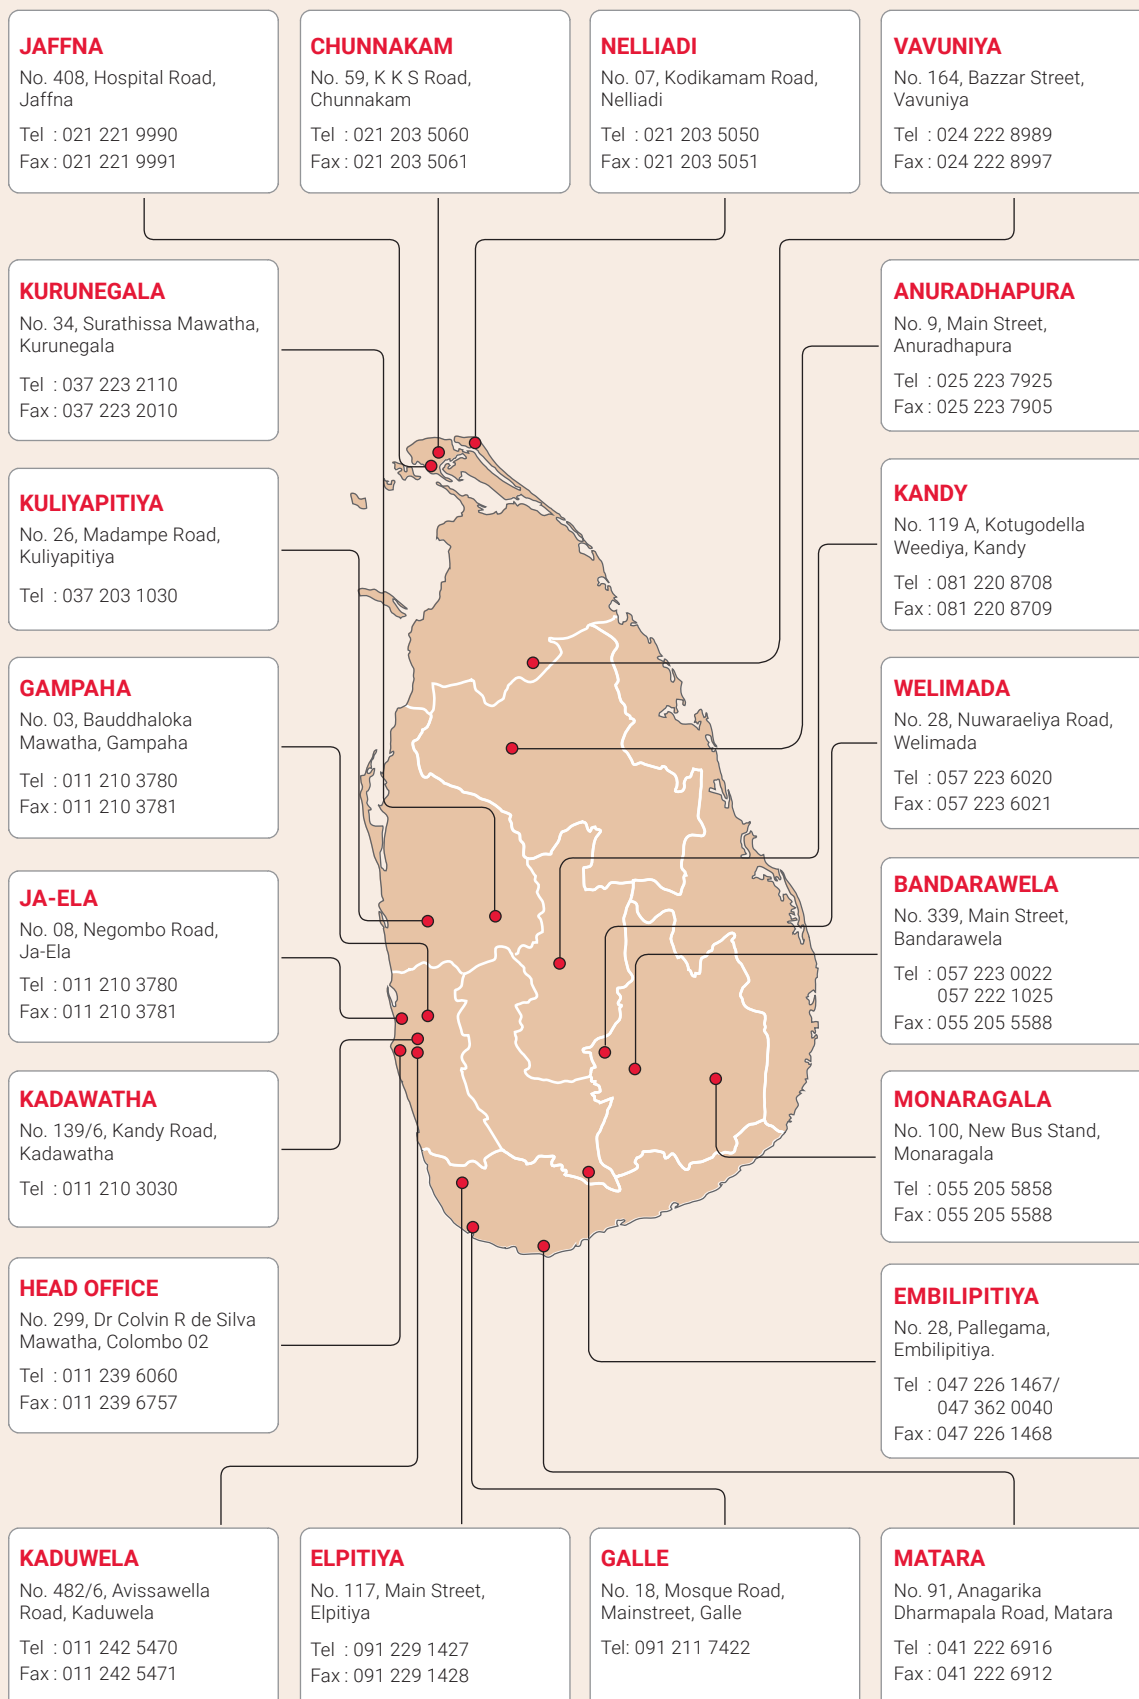 JAFFNA
No. 408, Hospital Road,
Jaffna
Tel : 021 221 9990
Fax : 021 221 9991
CHUNNAKAM
No. 59, K K S Road,
Chunnakam
Tel : 021 203 5060
Fax : 021 203 5061
NELLIADI
No. 07, Kodikamam Road,
Nelliadi
Tel : 021 203 5050
Fax : 021 203 5051
VAVUNIYA
No. 164, Bazzar Street,
Vavuniya
Tel : 024 222 8989
Fax : 024 222 8997
KURUNEGALA
No. 34, Surathissa Mawatha,
Kurunegala
Tel : 037 223 2110
Fax : 037 223 2010
ANURADHAPURA
No. 9, Main Street,
Anuradhapura
Tel : 025 223 7925
Fax : 025 223 7905
KULIYAPITIYA
No. 26, Madampe Road,
Kuliyapitiya
Tel : 037 203 1030
KANDY
No. 119 A, Kotugodella
Weediya, Kandy
Tel : 081 220 8708
Fax : 081 220 8709
GAMPAHA
No. 03, Bauddhaloka
Mawatha, Gampaha
Tel : 011 210 3780
Fax : 011 210 3781
WELIMADA
No. 28, Nuwaraeliya Road,
Welimada
Tel : 057 223 6020
Fax : 057 223 6021
JA-ELA
No. 08, Negombo Road,
Ja-Ela
Tel : 011 210 3780
Fax : 011 210 3781
BANDARAWELA
No. 339, Main Street,
Bandarawela
Tel : 057 223 0022
057 222 1025
Fax : 055 205 5588
KADAWATHA
No. 139/6, Kandy Road,
Kadawatha
Tel : 011 210 3030
MONARAGALA
No. 100, New Bus Stand,
Monaragala
Tel : 055 205 5858
Fax : 055 205 5588
HEAD OFFICE
No. 299, Dr Colvin R de Silva
Mawatha, Colombo 02
Tel : 011 239 6060
Fax : 011 239 6757
EMBILIPITIYA
No. 28, Pallegama,
Embilipitiya.
Tel : 047 226 1467/
047 362 0040
Fax : 047 226 1468
KADUWELA
No. 482/6, Avissawella
Road, Kaduwela
Tel : 011 242 5470
Fax : 011 242 5471
ELPITIYA
No. 117, Main Street,
Elpitiya
Tel : 091 229 1427
Fax : 091 229 1428
GALLE
No. 18, Mosque Road,
Mainstreet, Galle
Tel: 091 211 7422
MATARA
No. 91, Anagarika
Dharmapala Road, Matara
Tel : 041 222 6916
Fax : 041 222 6912